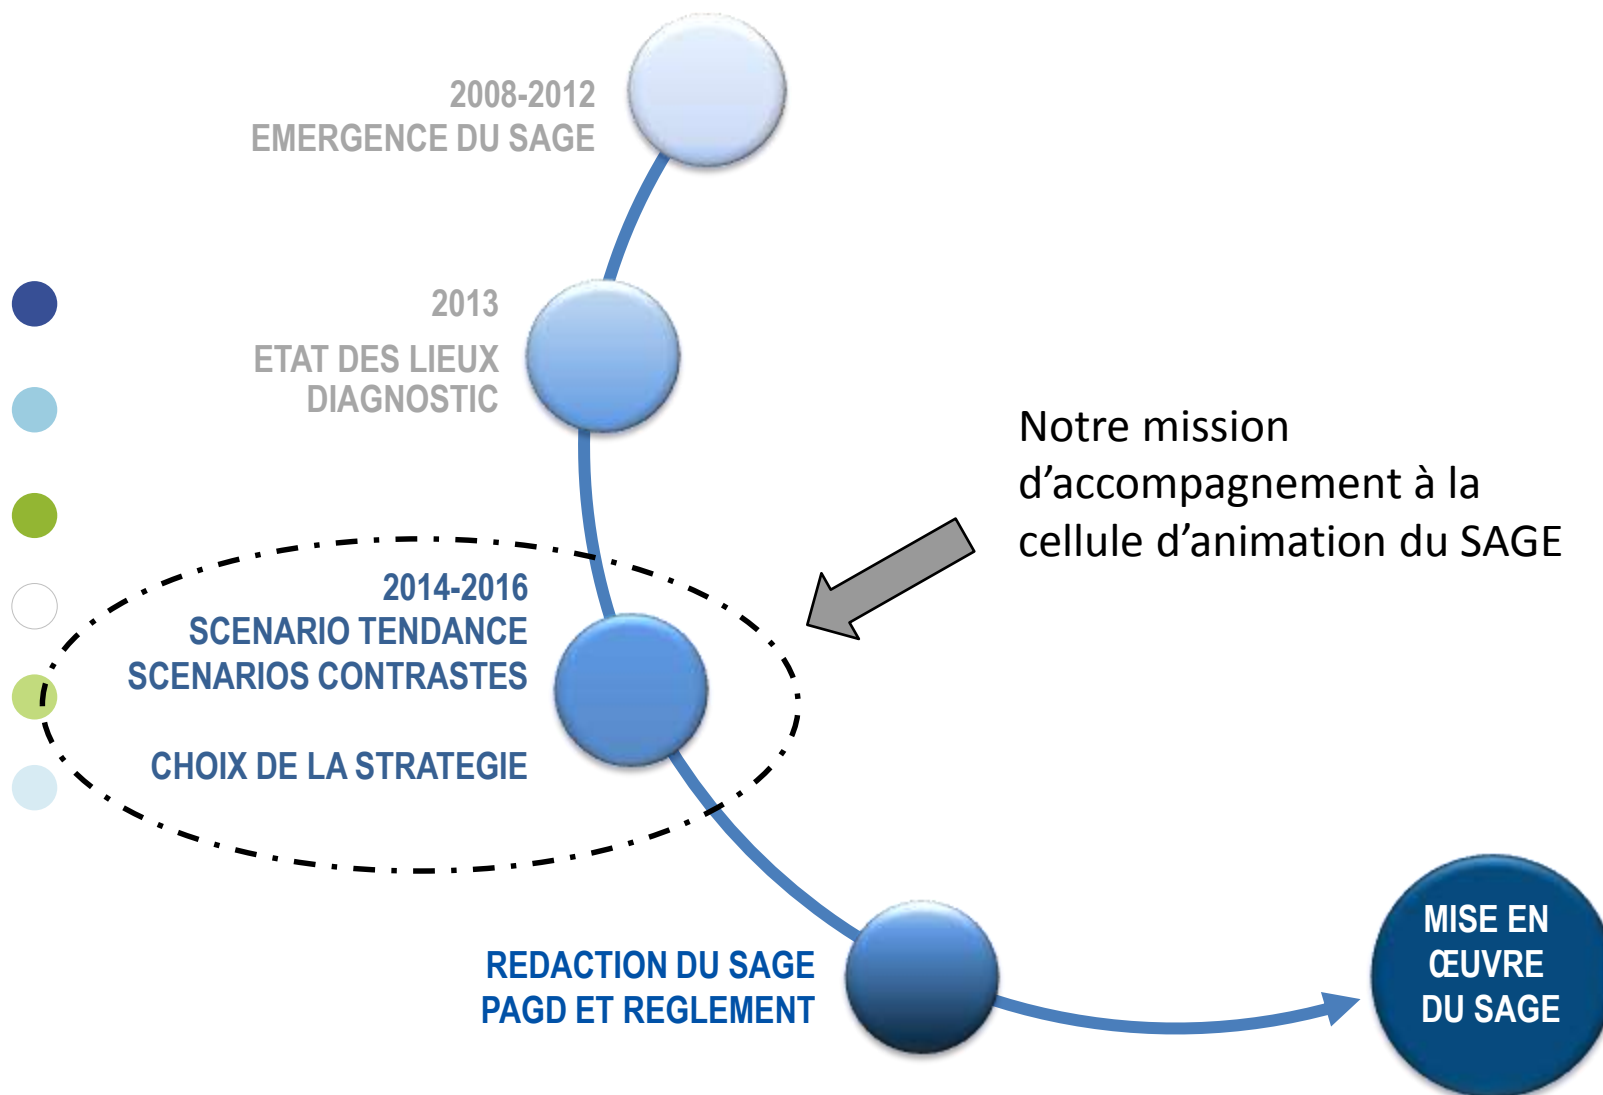 2008-2012
EMERGENCE DU SAGE
2013
ETAT DES LIEUX
DIAGNOSTIC
Notre mission
d’accompagnement à la
cellule d’animation du SAGE
2014-2016
SCENARIO TENDANCE
SCENARIOS CONTRASTES
CHOIX DE LA STRATEGIE
REDACTION DU SAGE
PAGD ET REGLEMENT
MISE EN
ŒUVRE
DU SAGE